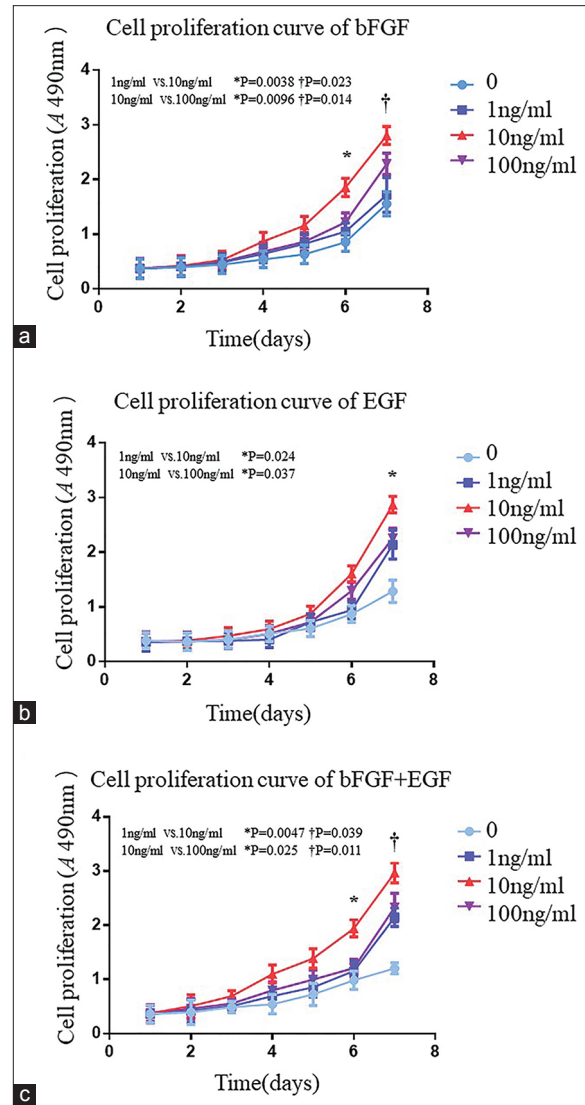 Cell proliferation curve of bFGF
1ng/ml vs.10ng/ml *P=0.0038 †P=0.023
10ng/ml vs.100ng/ml *P=0.0096 †P=0.014
Cell proliferation (A 490nm)
4
3
2
1
0
*
†
0
1ng/ml
10ng/ml
100ng/ml
0 2 4 6 8
Time(days)
a
Cell proliferation curve of EGF
1ng/ml vs.10ng/ml *P=0.024
10ng/ml vs.100ng/ml *P=0.037
Cell proliferation (A 490nm)
4
3
2
1
0
*
0
1ng/ml
10ng/ml
100ng/ml
0 2 4 6 8
Time(days)
b
Cell proliferation curve of bFGF+EGF
1ng/ml vs.10ng/ml *P=0.0047 †P=0.039
10ng/ml vs.100ng/ml *P=0.025 †P=0.011
Cell proliferation (A 490nm)
4
3
2
1
0
*
†
0
1ng/ml
10ng/ml
100ng/ml
0 2 4 6 8
Time(days)
c